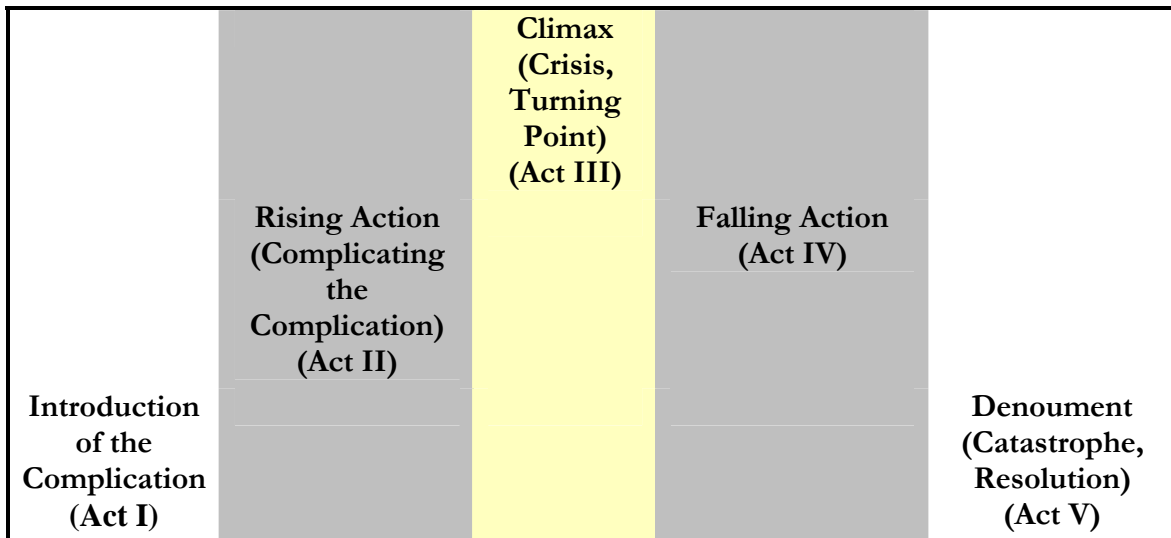 Introduction
of the
Complication
(Act I)
Rising Action
(Complicating
the
Complication)
(Act II)
Climax
(Crisis,
Turning
Point)
(Act III)
Falling Action
(Act IV)
Denoument
(Catastrophe,
Resolution)
(Act V)